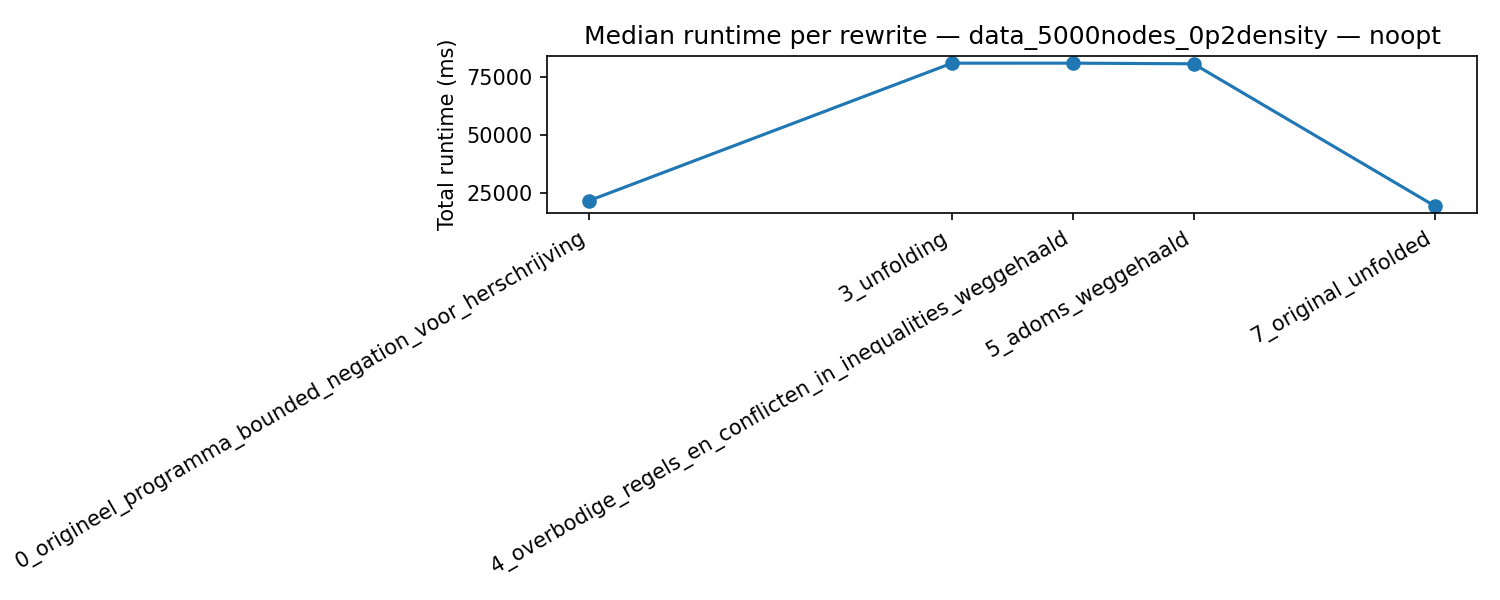 Median runtime per rewrite — data_5000nodes_0p2density — noopt
Total runtime (ms)
75000
50000
25000
0_origineel_programma_bounded_negation_voor_herschrijving
3_unfolding
4_overbodige_regels_en_conflicten_in_inequalities_weggehaald
5_adoms_weggehaald
7_original_unfolded